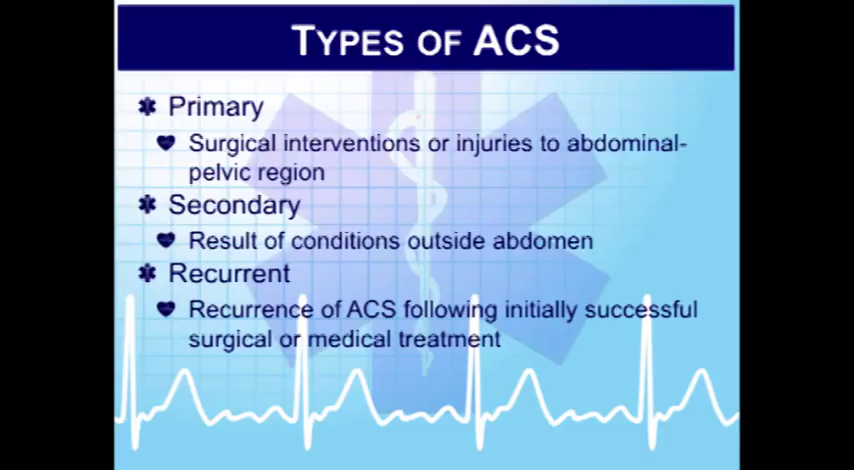 TYPES OF ACS
Primary
Surgical interventions or injuries to abdominal-
pelvic region
Secondary
Result of conditions outside abdomen
Recurrent
Recurrence of ACS following initially successful
surgical or medical treatment